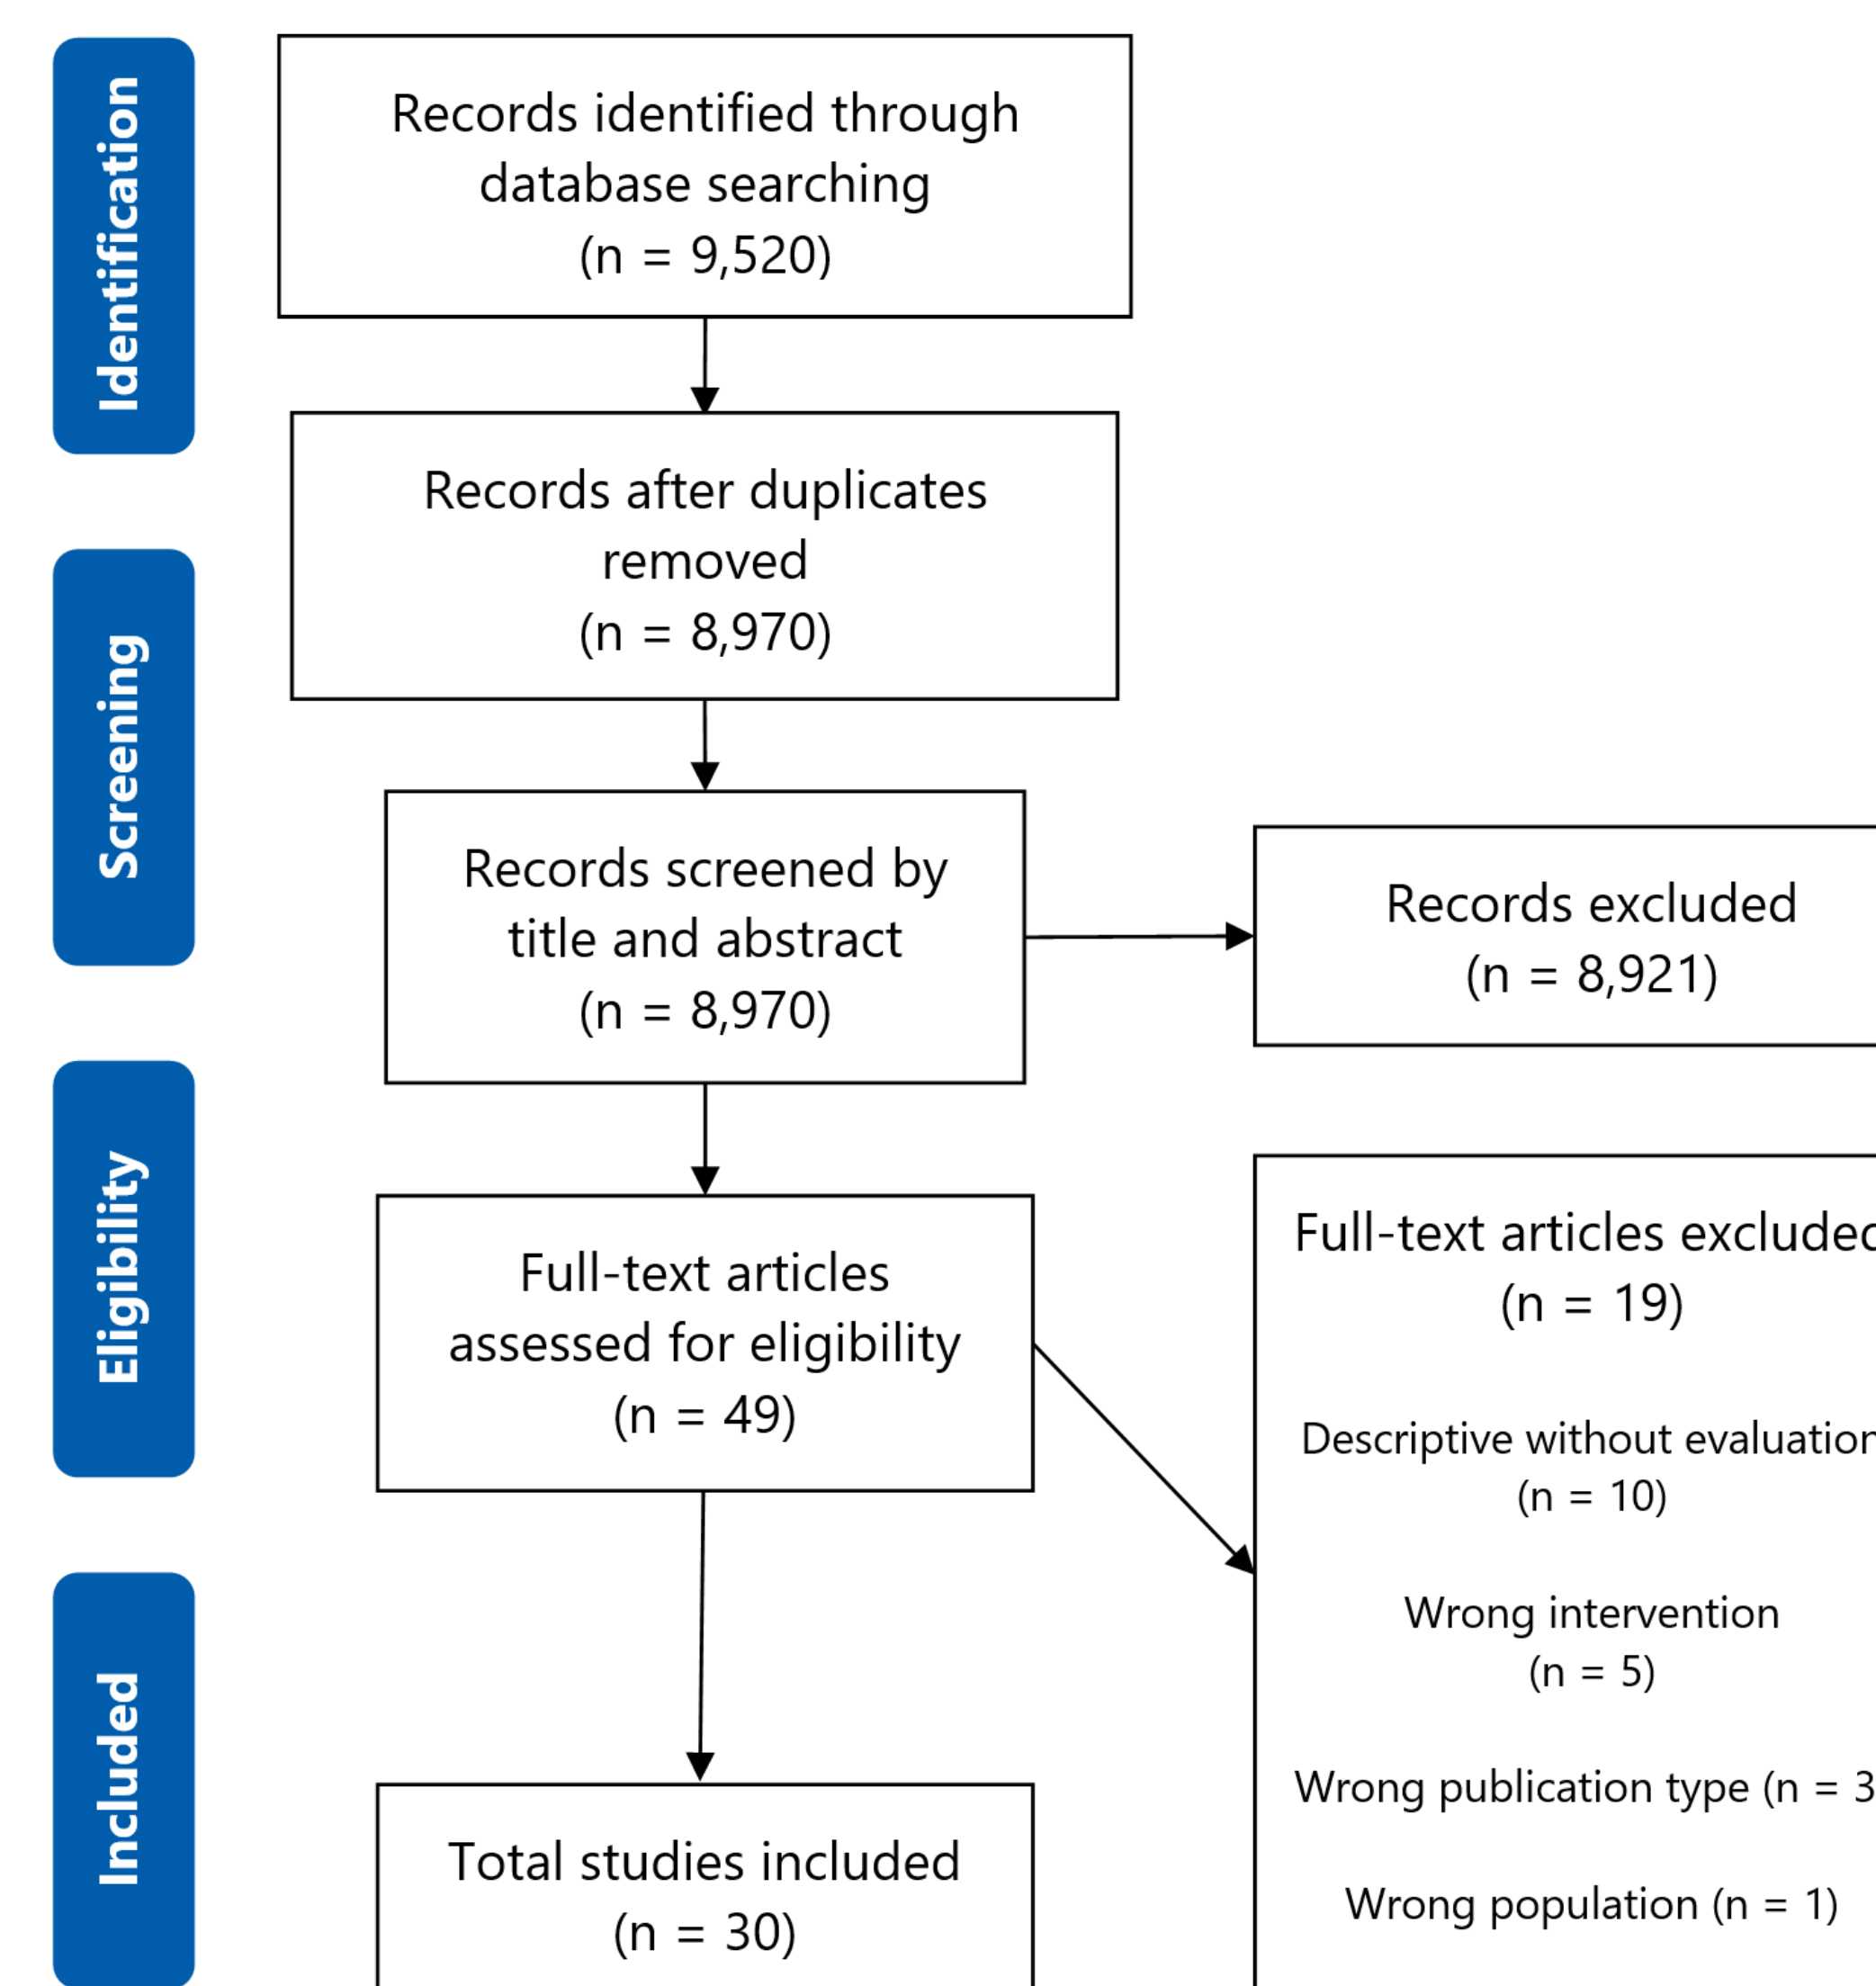 Identification
Records identified through
database searching
(n = 9,520)
Records after duplicates
removed
(n = 8,970)
Screening
Records screened by
title and abstract
(n = 8,970)
Records excluded
(n = 8,921)
Eligibility
Full-text articles
assessed for eligibility
(n = 49)
Full-text articles excluded
(n = 19)
Descriptive without evaluation
(n = 10)
Wrong intervention
(n = 5)
Wrong publication type (n = 3
Wrong population (n = 1)
Included
Total studies included
(n = 30)